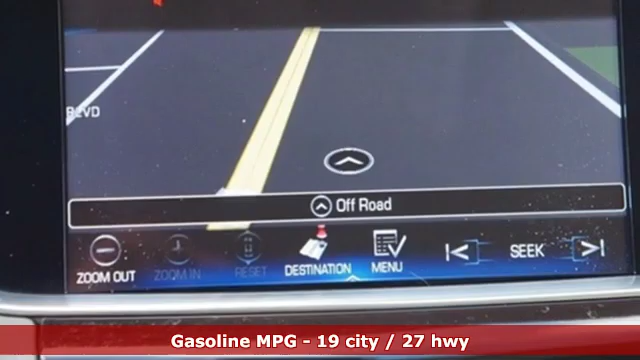 BLVD
Off Road
ZOOM OUT
ZOOM IN
RESET
DESTINATION
MENU
SEEK
Gasoline MPG - 19 city / 27 hwy